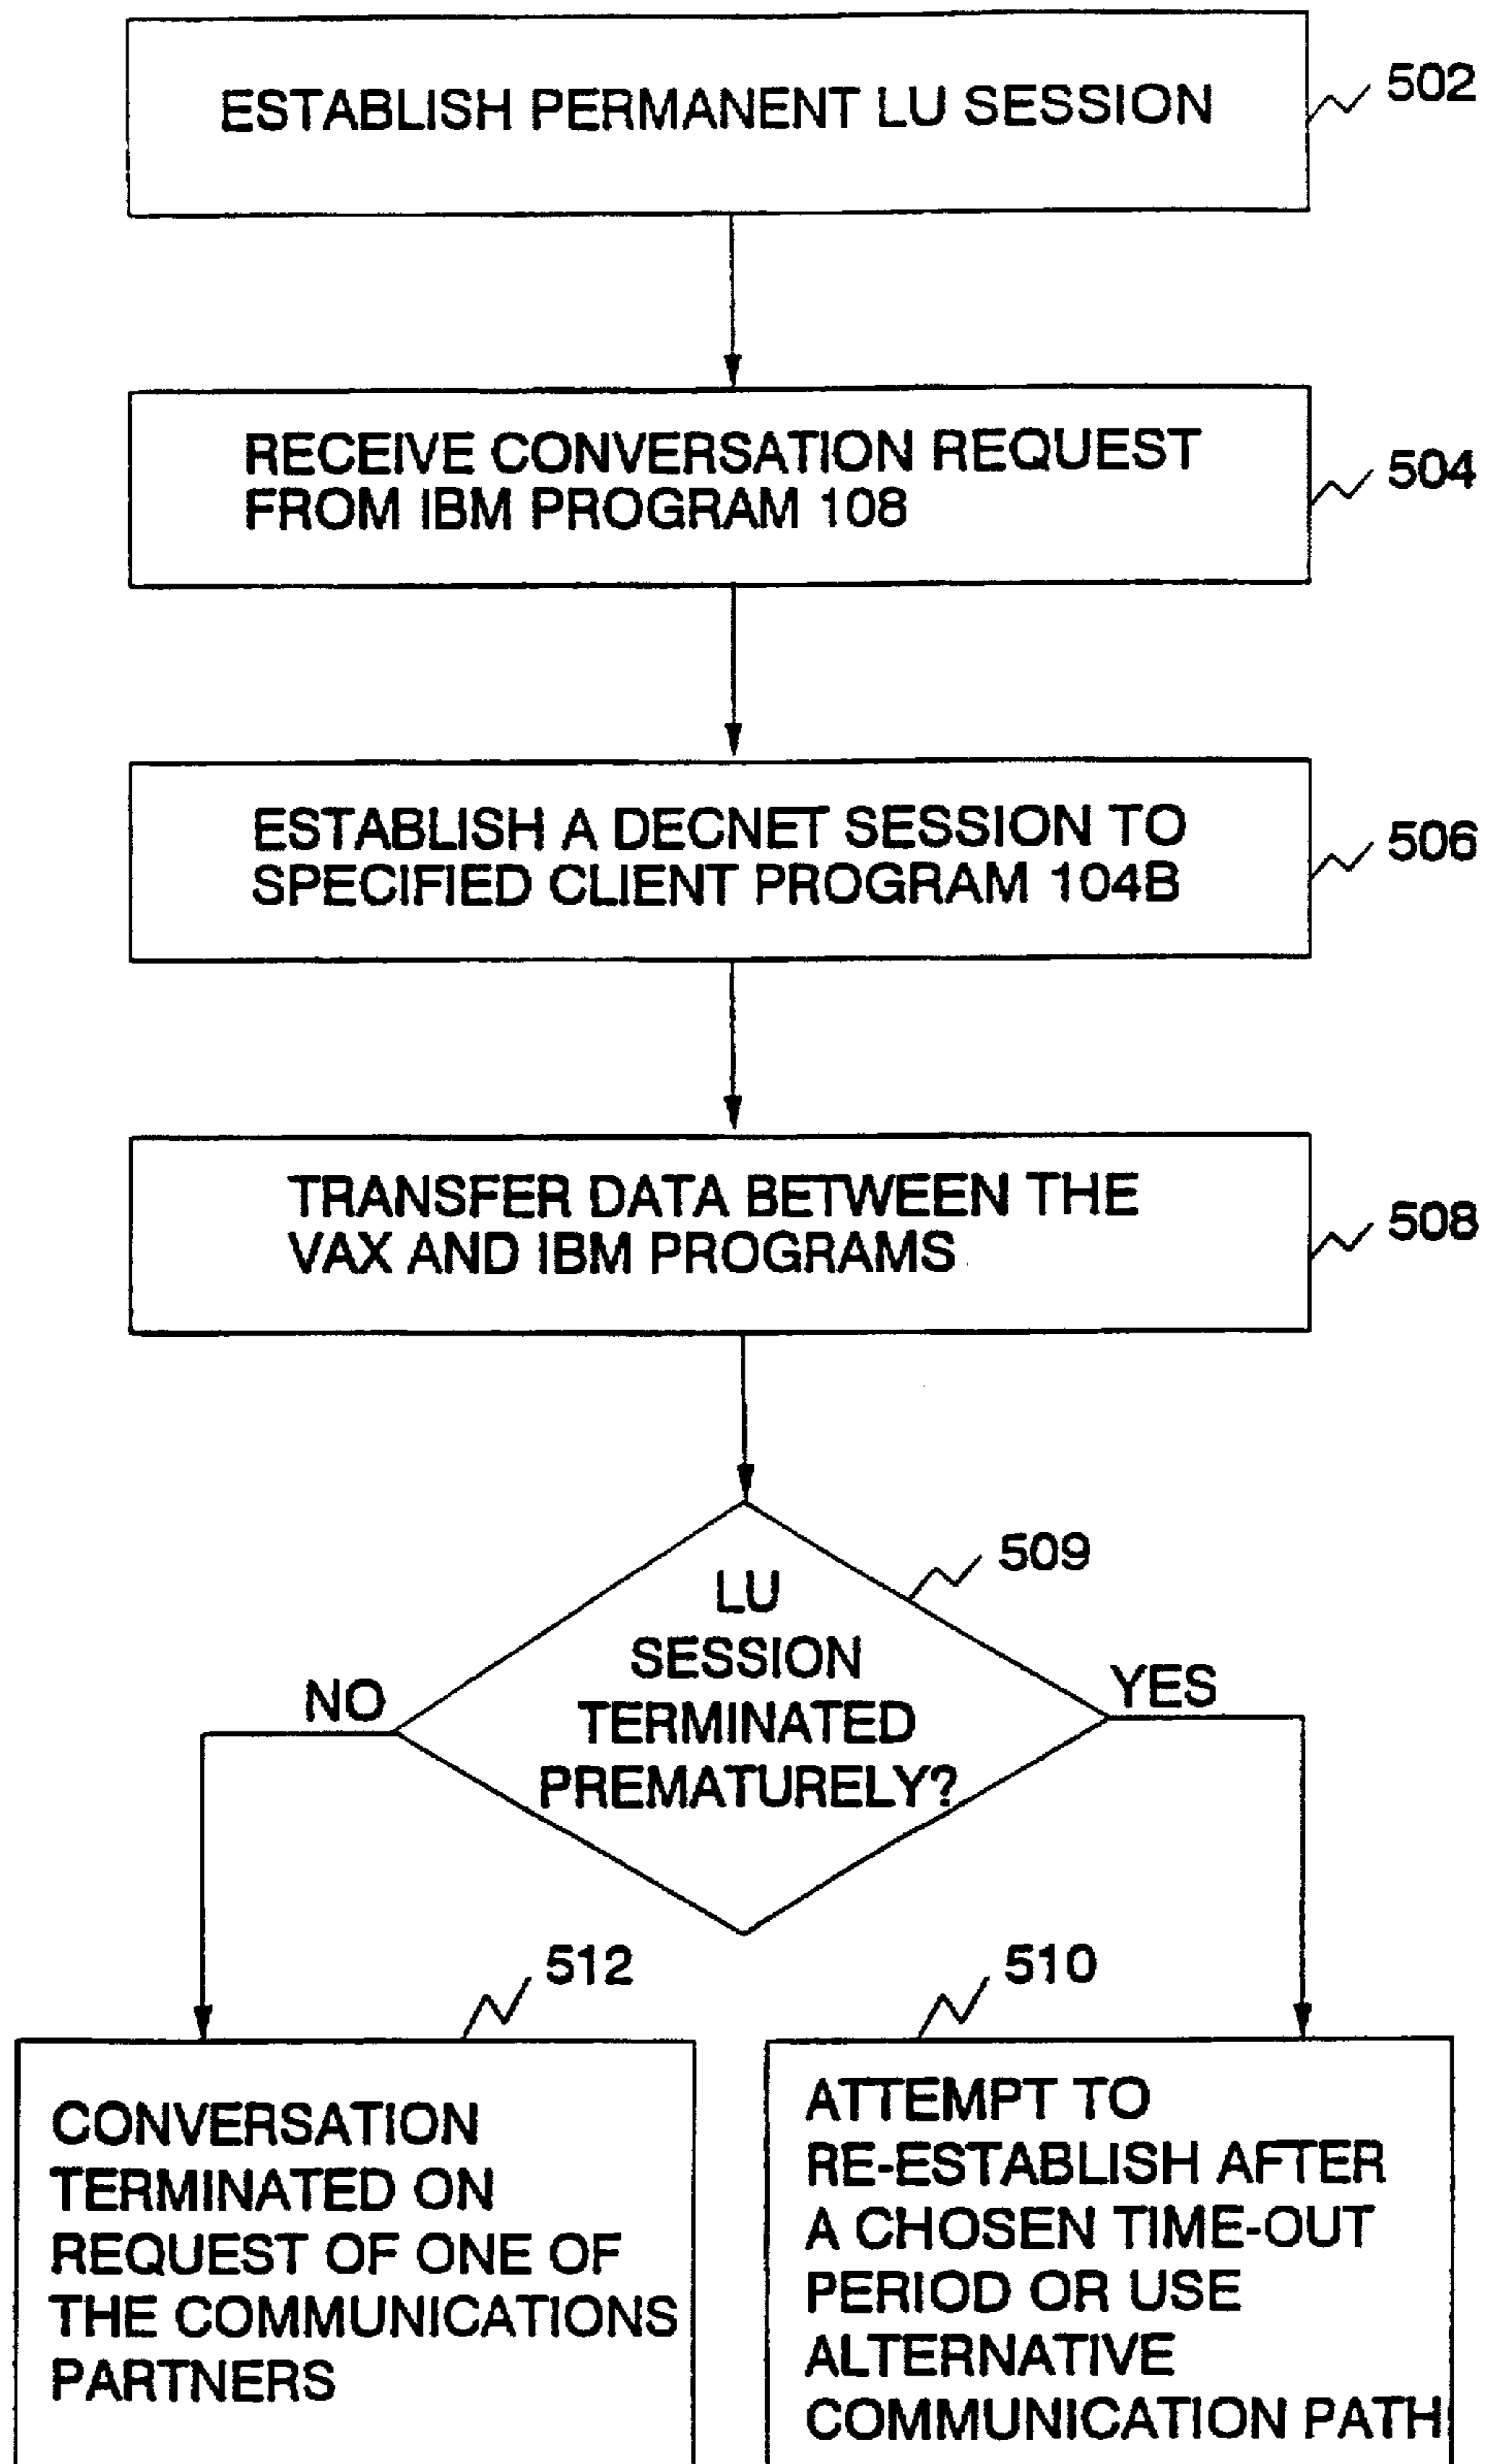 ESTABLISH PERMANENT LU SESSION
502
RECEIVE CONVERSATION REQUEST
FROM IBM PROGRAM 108
504
ESTABLISH A DECNET SESSION TO
SPECIFIED CLIENT PROGRAM 104B
506
TRANSFER DATA BETWEEN THE
VAX AND IBM PROGRAMS
508
509
LU
SESSION
TERMINATED
PREMATURELY?
NO
YES
512
CONVERSATION
TERMINATED ON
REQUEST OF ONE OF
THE COMMUNICATIONS
PARTNERS
510
ATTEMPT TO
RE-ESTABLISH AFTER
A CHOSEN TIME-OUT
PERIOD OR USE
ALTERNATIVE
COMMUNICATION PATH